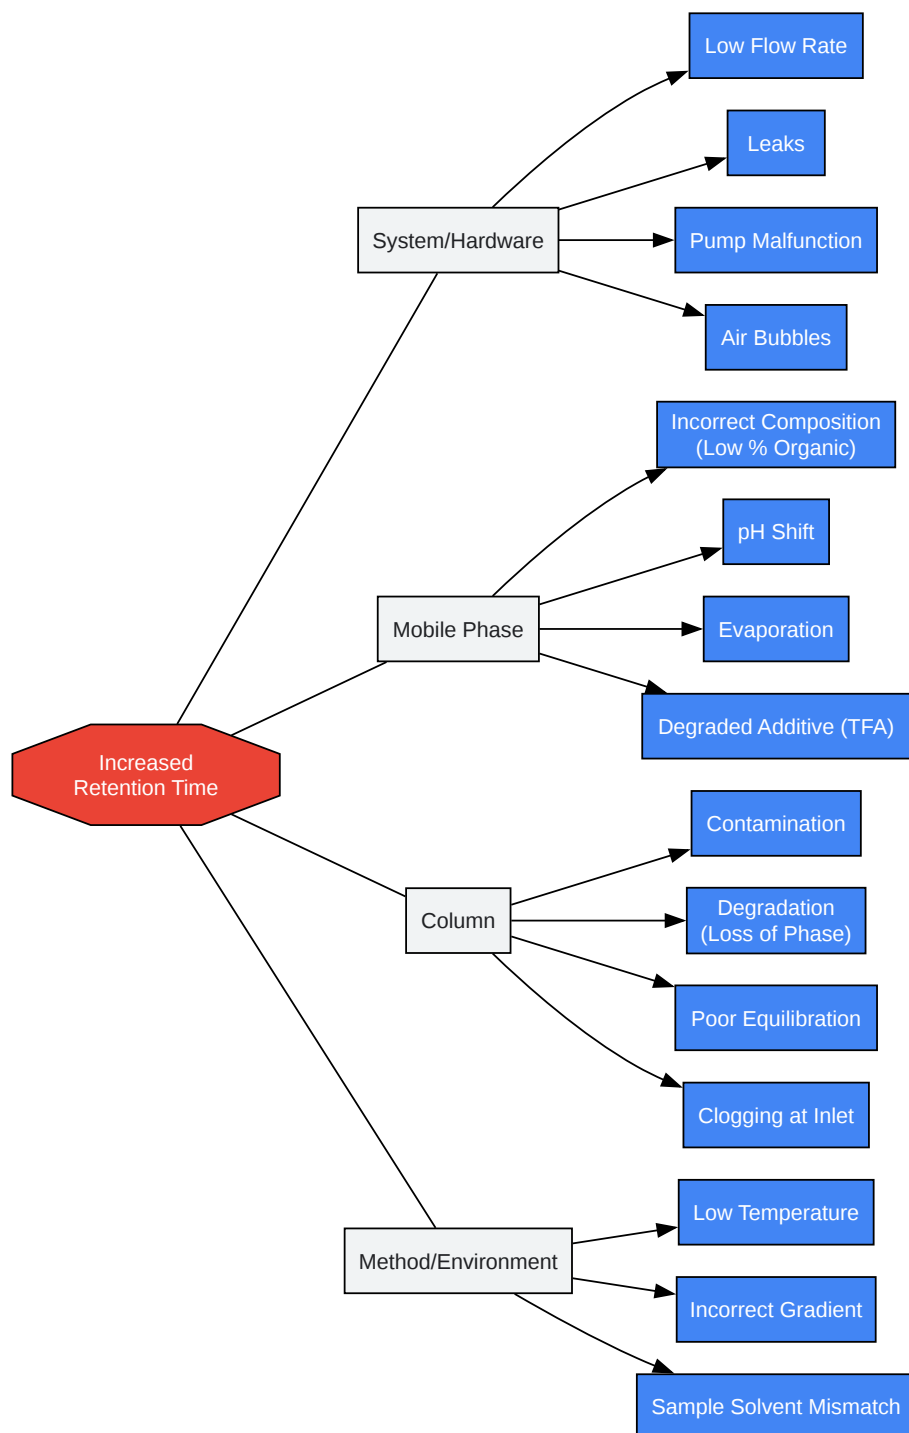 Low Flow Rate
Leaks
System/Hardware
Pump Malfunction
Air Bubbles
Incorrect Composition
(Low % Organic)
pH Shift
Mobile Phase
Evaporation
Degraded Additive (TFA)
Increased
Retention Time
Contamination
Column
Degradation
(Loss of Phase)
Poor Equilibration
Clogging at Inlet
Low Temperature
Method/Environment
Incorrect Gradient
Sample Solvent Mismatch